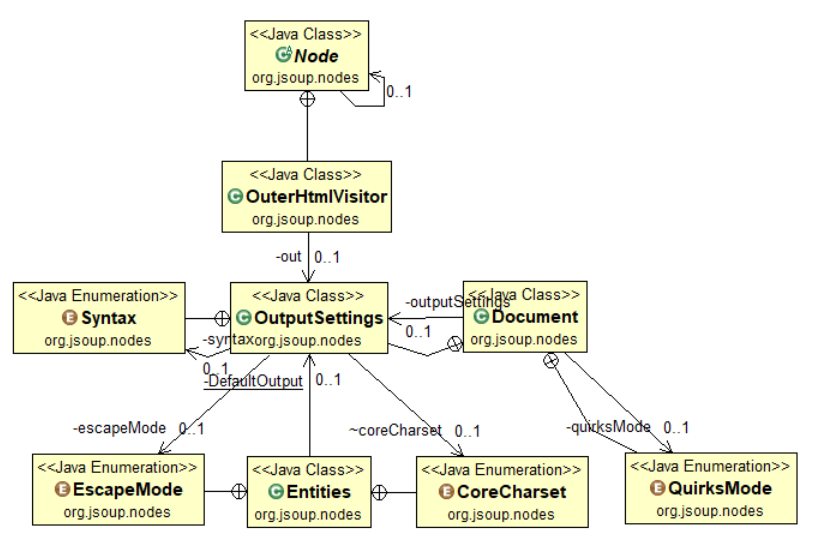 <<Java Class>>
Node
org.jsoup.nodes
0..1
<<Java Class>>
OuterHtmlVisitor
org.jsoup.nodes
-out 0..1
<<Java Enumeration>>
Syntax
org.jsoup.nodes
<<Java Class>>
OutputSettings
org.jsoup.nodes
<<Java Class>>
Document
org.jsoup.nodes
-outputSettings
0..1
-syntax
0..1
-DefaultOutput 0..1
-escapeMode 0..1
~coreCharset 0..1
-quirksMode 0..1
<<Java Enumeration>>
EscapeMode
org.jsoup.nodes
<<Java Class>>
Entities
org.jsoup.nodes
<<Java Enumeration>>
CoreCharset
org.jsoup.nodes
<<Java Enumeration>>
QuirksMode
org.jsoup.nodes